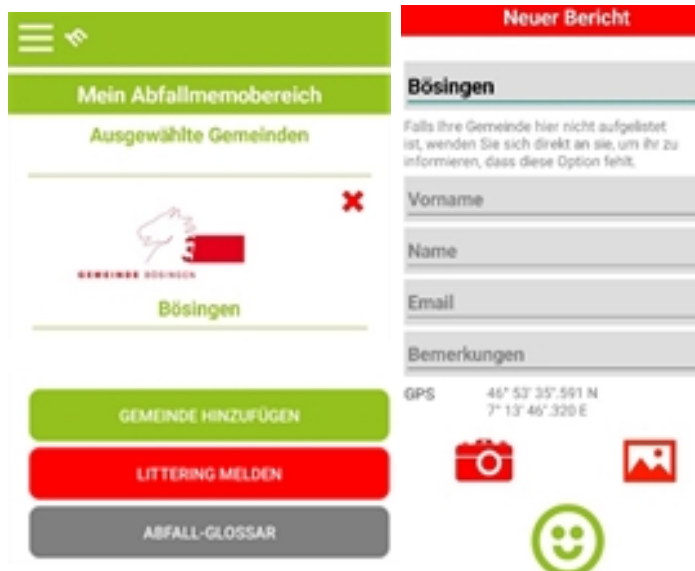 Mein Abfallmemobereich
Ausgewählte Gemeinden
GEMEINDE BÖSINGEN
Bösingen
GEMEINDE HINZUFÜGEN
LITTERING MELDEN
ABFALL-GLOSSAR
Neuer Bericht
Bösingen
Falls Ihre Gemeinde hier nicht aufgelistet
ist, wenden Sie sich direkt an sie, um ihr zu
informieren, dass diese Option fehlt.
Vorname
Name
Email
Bemerkungen
GPS 46° 53' 35".591 N
7° 13' 46".320 E